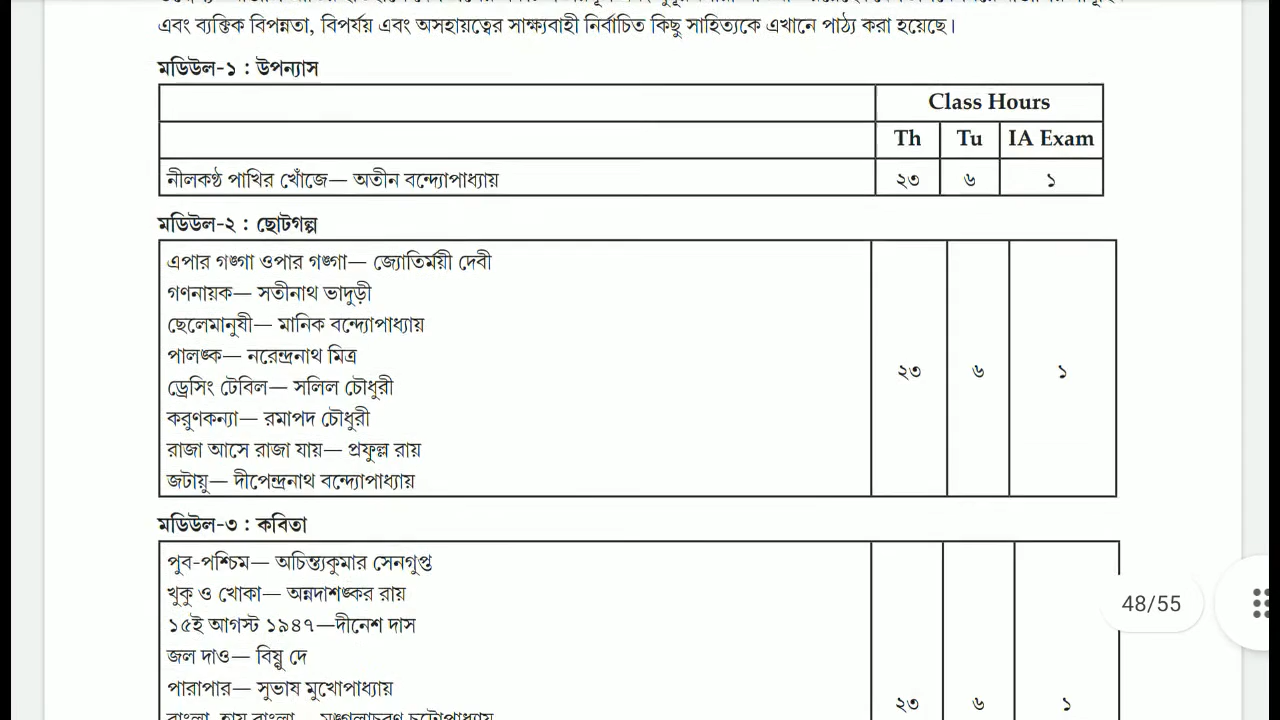 এবং ব্যক্তিক বিপন্নতা, বিপর্যয় এবং অসহায়ত্বের সাক্ষ্যবাহী নির্বাচিত কিছু সাহিত্যকে এখানে পাঠ্য করা হয়েছে।
মডিউল-১ : উপন্যাস
Class Hours
Th Tu IA Exam
নীলকণ্ঠ পাখির খোঁজে— অতীন বন্দ্যোপাধ্যায় ২৩ ৬ ১
মডিউল-২ : ছোটগল্প
এপার গঙ্গা ওপার গঙ্গা— জ্যোতির্ময়ী দেবী
গণনায়ক— সতীনাথ ভাদুড়ী
ছেলেমানুষী— মানিক বন্দ্যোপাধ্যায়
পালঙ্ক— নরেন্দ্রনাথ মিত্র
ড্রেসিং টেবিল— সলিল চৌধুরী
করুণকন্যা— রমাপদ চৌধুরী
রাজা আসে রাজা যায়— প্রফুল্ল রায়
জটায়ু— দীপেন্দ্রনাথ বন্দ্যোপাধ্যায়
২৩ ৬ ১
মডিউল-৩ : কবিতা
পুব-পশ্চিম— অচিন্ত্যকুমার সেনগুপ্ত
খুকু ও খোকা— অন্নদাশঙ্কর রায়
১৫ই আগস্ট ১৯৪৭—দীনেশ দাস
জল দাও— বিষ্ণু দে
পারাপার— সুভাষ মুখোপাধ্যায়
২৩ ৬ ১
48/55